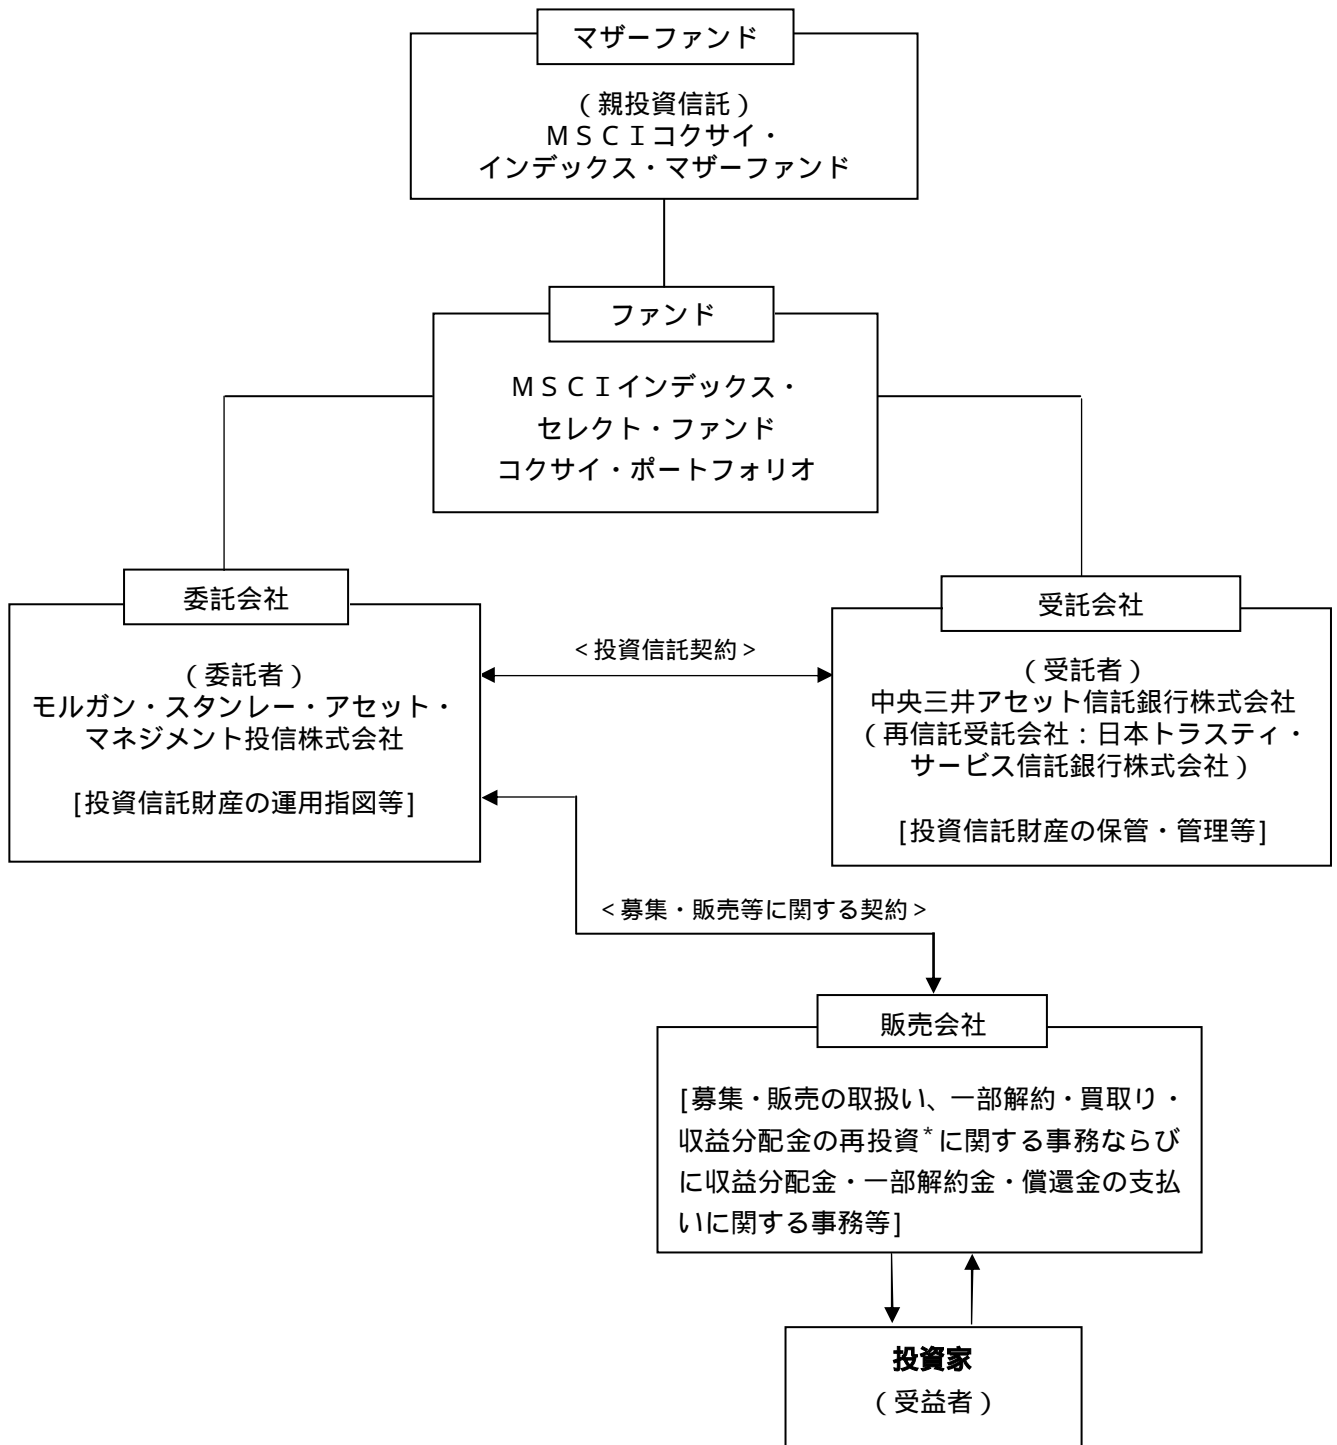 マザーファンド
（親投資信託）
ＭＳＣＩコクサイ・
インデックス・マザーファンド
ファンド
ＭＳＣＩインデックス・
セレクト・ファンド
コクサイ・ポートフォリオ
委託会社
（委託者）
モルガン・スタンレー・アセット・
マネジメント投信株式会社
[投資信託財産の運用指図等]
＜投資信託契約＞
受託会社
（受託者）
中央三井アセット信託銀行株式会社
（再信託受託会社：日本トラスティ・
サービス信託銀行株式会社）
[投資信託財産の保管・管理等]
＜募集・販売等に関する契約＞
販売会社
[募集・販売の取扱い、一部解約・買取り・
収益分配金の再投資*に関する事務ならび
に収益分配金・一部解約金・償還金の支払
いに関する事務等]
投資家
（受益者）